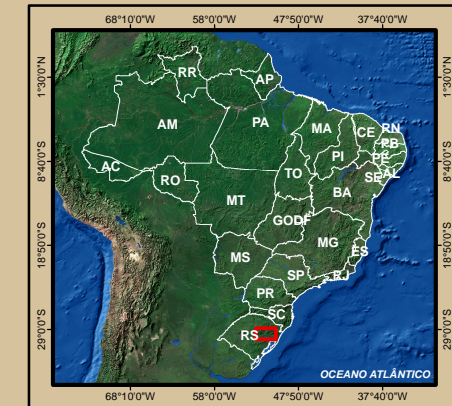 68°10'0"W 58°0'0"W 47°50'0"W 37°40'0"W
1°30'0"S 1°30'0"S
8°40'0"S 8°40'0"S
18°50'0"S 18°50'0"S
29°0'0"S 29°0'0"S
RR AP
AM PA MA CE RN
PB
PI PE
AC TO AL
RO SE
BA
MT
GO DF
MG
MS ES
SP RJ
PR
SC
RS
OCEANO ATLÂNTICO
68°10'0"W 58°0'0"W 47°50'0"W 37°40'0"W